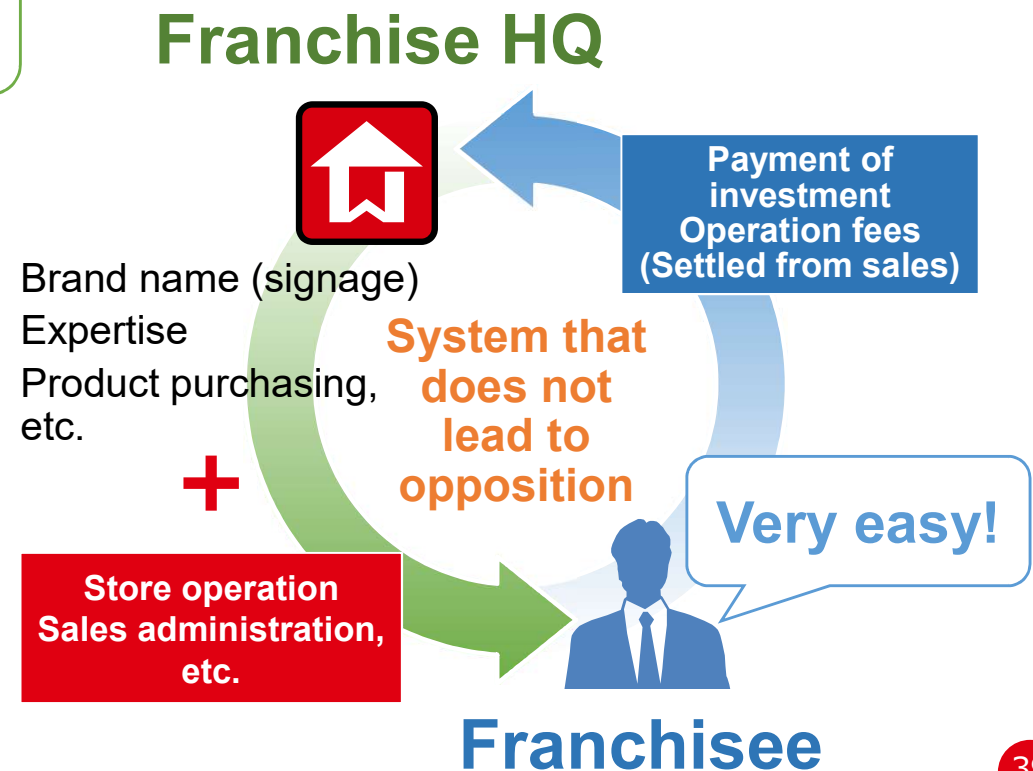 Franchise HQ
Payment of
investment
Operation fees
(Settled from sales)
Brand name (signage)
Expertise
Product purchasing,
etc.
+
System that
does not
lead to
opposition
Very easy!
Store operation
Sales administration,
etc.
Franchisee